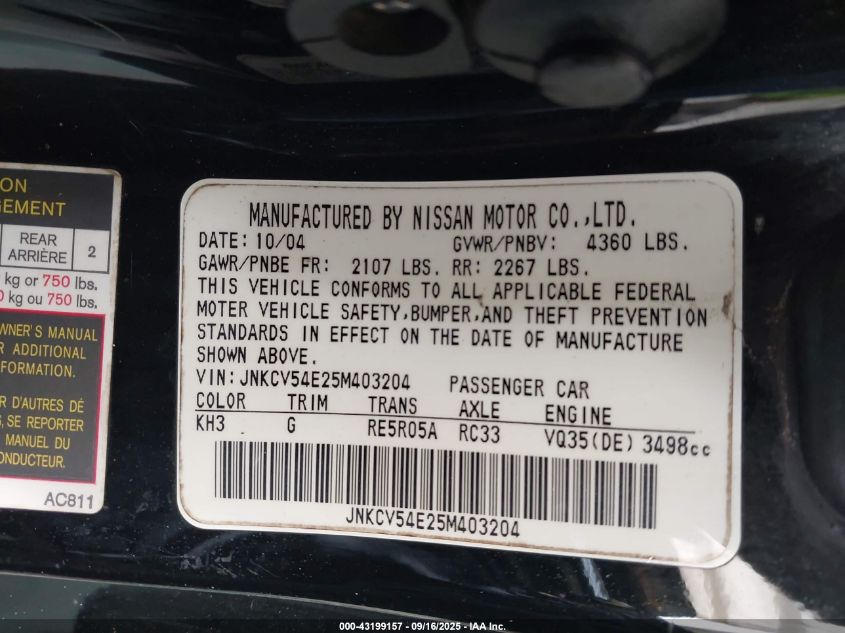 ON
GEMENT
REAR
ARRIÈRE
2
kg or 750 lbs.
kg ou 750 lbs.
WNER'S MANUAL
R ADDITIONAL
FORMATION.
R D'AUTRES DÉ
S, SE REPORTER
MANUEL DU
ONDUCTEUR.
AC811
MANUFACTURED BY NISSAN MOTOR CO.,LTD.
DATE: 10/04 GVWR/PNBV: 4360 LBS.
GAWR/PNBE FR: 2107 LBS. RR: 2267 LBS.
THIS VEHICLE CONFORMS TO ALL APPLICABLE FEDERAL
MOTER VEHICLE SAFETY,BUMPER,AND THEFT PREVENTION
STANDARDS IN EFFECT ON THE DATE OF MANUFACTURE
SHOWN ABOVE.
VIN: JNKCV54E25M403204 PASSENGER CAR
COLOR TRIM TRANS AXLE ENGINE
KH3 G RE5R05A RC33 VQ35(DE) 3498cc
JNKCV54E25M403204
000-43199157 - 09/16/2025 - IAA Inc.